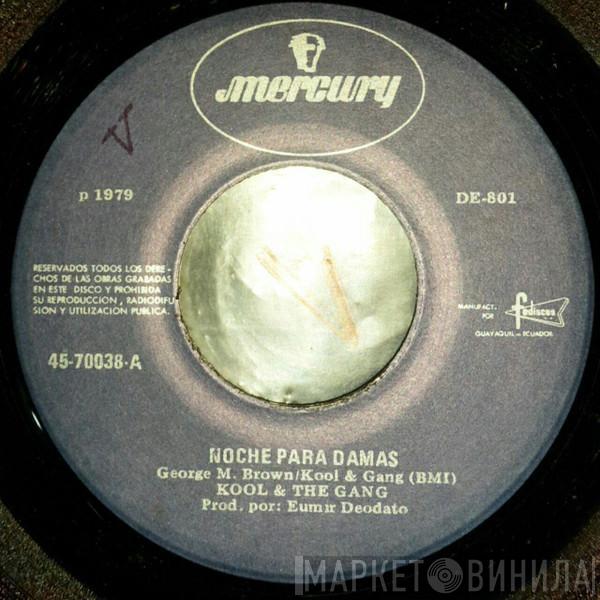 mercury
V
p 1979
DE-801
RESERVADOS TODOS LOS DERE-
CHOS DE LAS OBRAS GRABADAS
EN ESTE DISCO Y PROHIBIDA
SU REPRODUCCION, RADIODIFU-
SION Y UTILIZACION PUBLICA.
MANUFACT.
POR
fediscos
GUAYAQUIL - ECUADOR
45-70038-A
NOCHE PARA DAMAS
George M. Brown/Kool & Gang (BMI)
KOOL & THE GANG
Prod. por: Eumir Deodato
МАРКЕТ ВИНИЛА